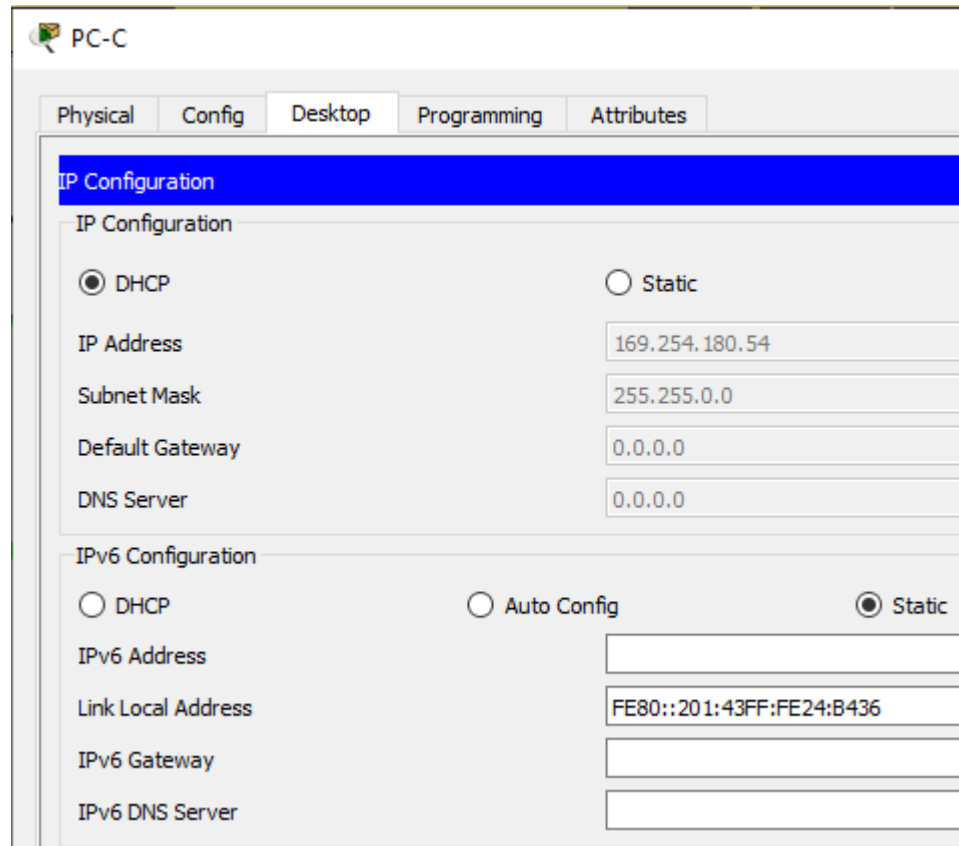 PC-C
Physical Config Desktop Programming Attributes
IP Configuration
IP Configuration
DHCP Static
IP Address 169.254.180.54
Subnet Mask 255.255.0.0
Default Gateway 0.0.0.0
DNS Server 0.0.0.0
IPv6 Configuration
DHCP Auto Config Static
IPv6 Address
Link Local Address FE80::201:43FF:FE24:B436
IPv6 Gateway
IPv6 DNS Server